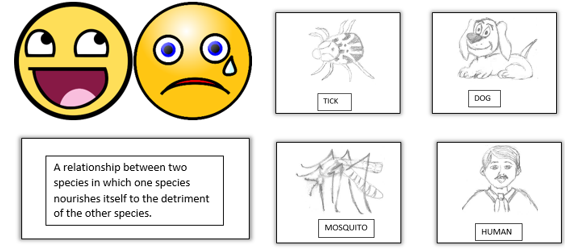 TICK
DOG
A relationship between two
species in which one species
nourishes itself to the detriment
of the other species.
MOSQUITO
HUMAN